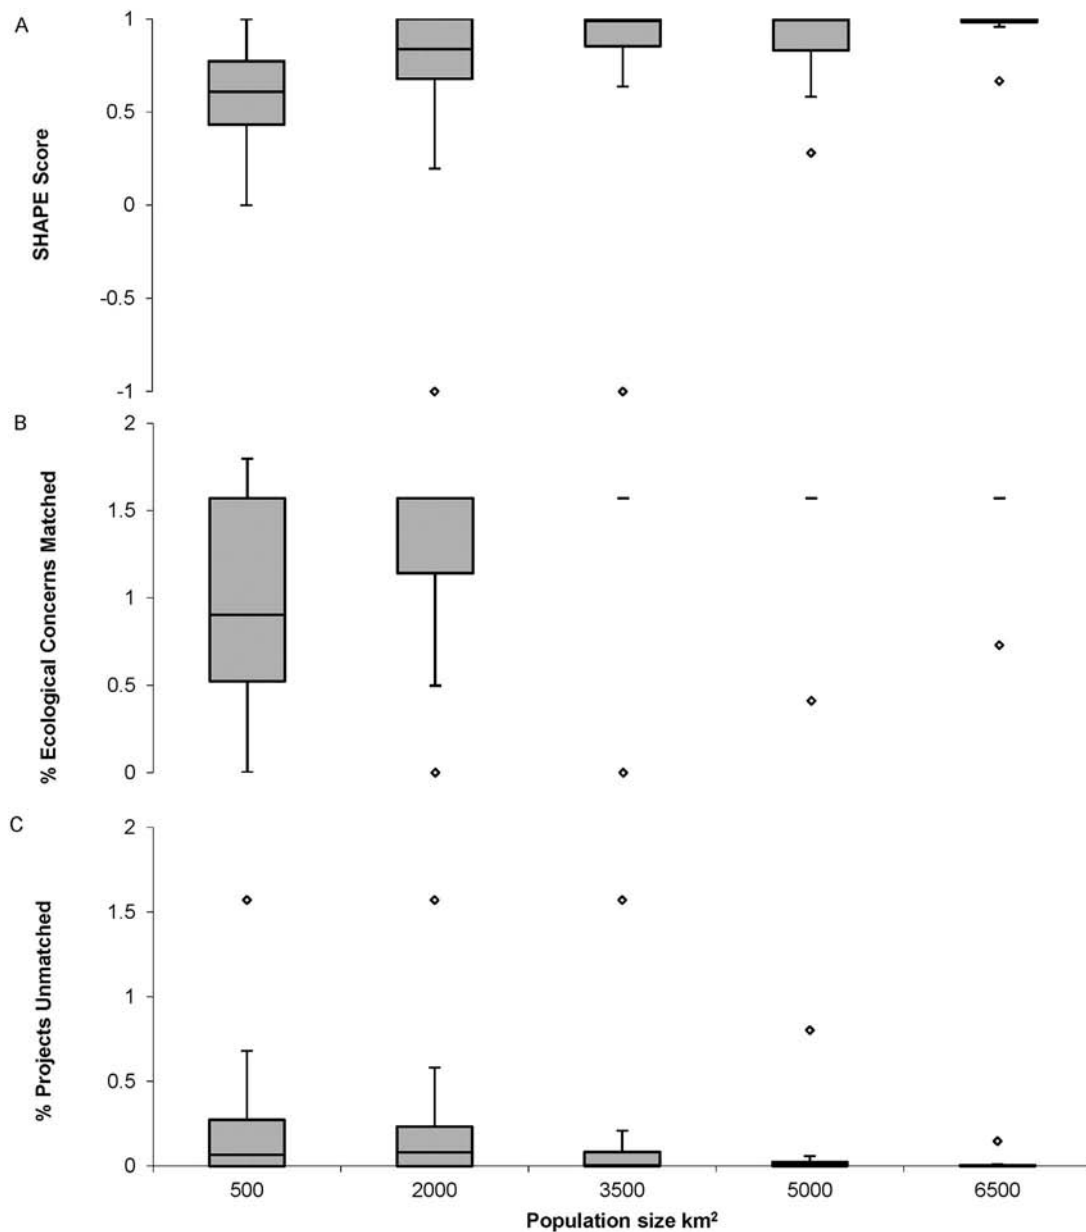 A
1
0.5
0
-0.5
-1
SHAPE Score
B
2
1.5
1
0.5
0
% Ecological Concerns Matched
C
2
1.5
1
0.5
0
% Projects Unmatched
500 2000 3500 5000 6500
Population size km²